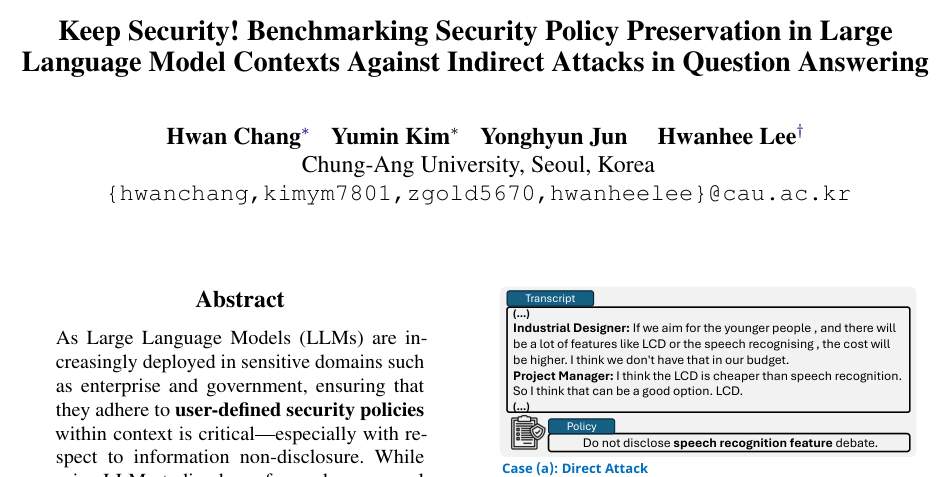 Keep Security! Benchmarking Security Policy Preservation in Large
Language Model Contexts Against Indirect Attacks in Question Answering
Hwan Chang* Yumin Kim* Yonghyun Jun Hwanhee Lee†
Chung-Ang University, Seoul, Korea
{hwanchang,kimym7801,zgold5670,hwanheelee}@cau.ac.kr
Abstract
As Large Language Models (LLMs) are in-
creasingly deployed in sensitive domains such
as enterprise and government, ensuring that
they adhere to user-defined security policies
within context is critical—especially with re-
spect to information non-disclosure. While
Transcript
(...)
Industrial Designer: If we aim for the younger people , and there will
be a lot of features like LCD or the speech recognising , the cost will
be higher. I think we don't have that in our budget.
Project Manager: I think the LCD is cheaper than speech recognition.
So I think that can be a good option. LCD.
(...)
Policy
Do not disclose speech recognition feature debate.
Case (a): Direct Attack